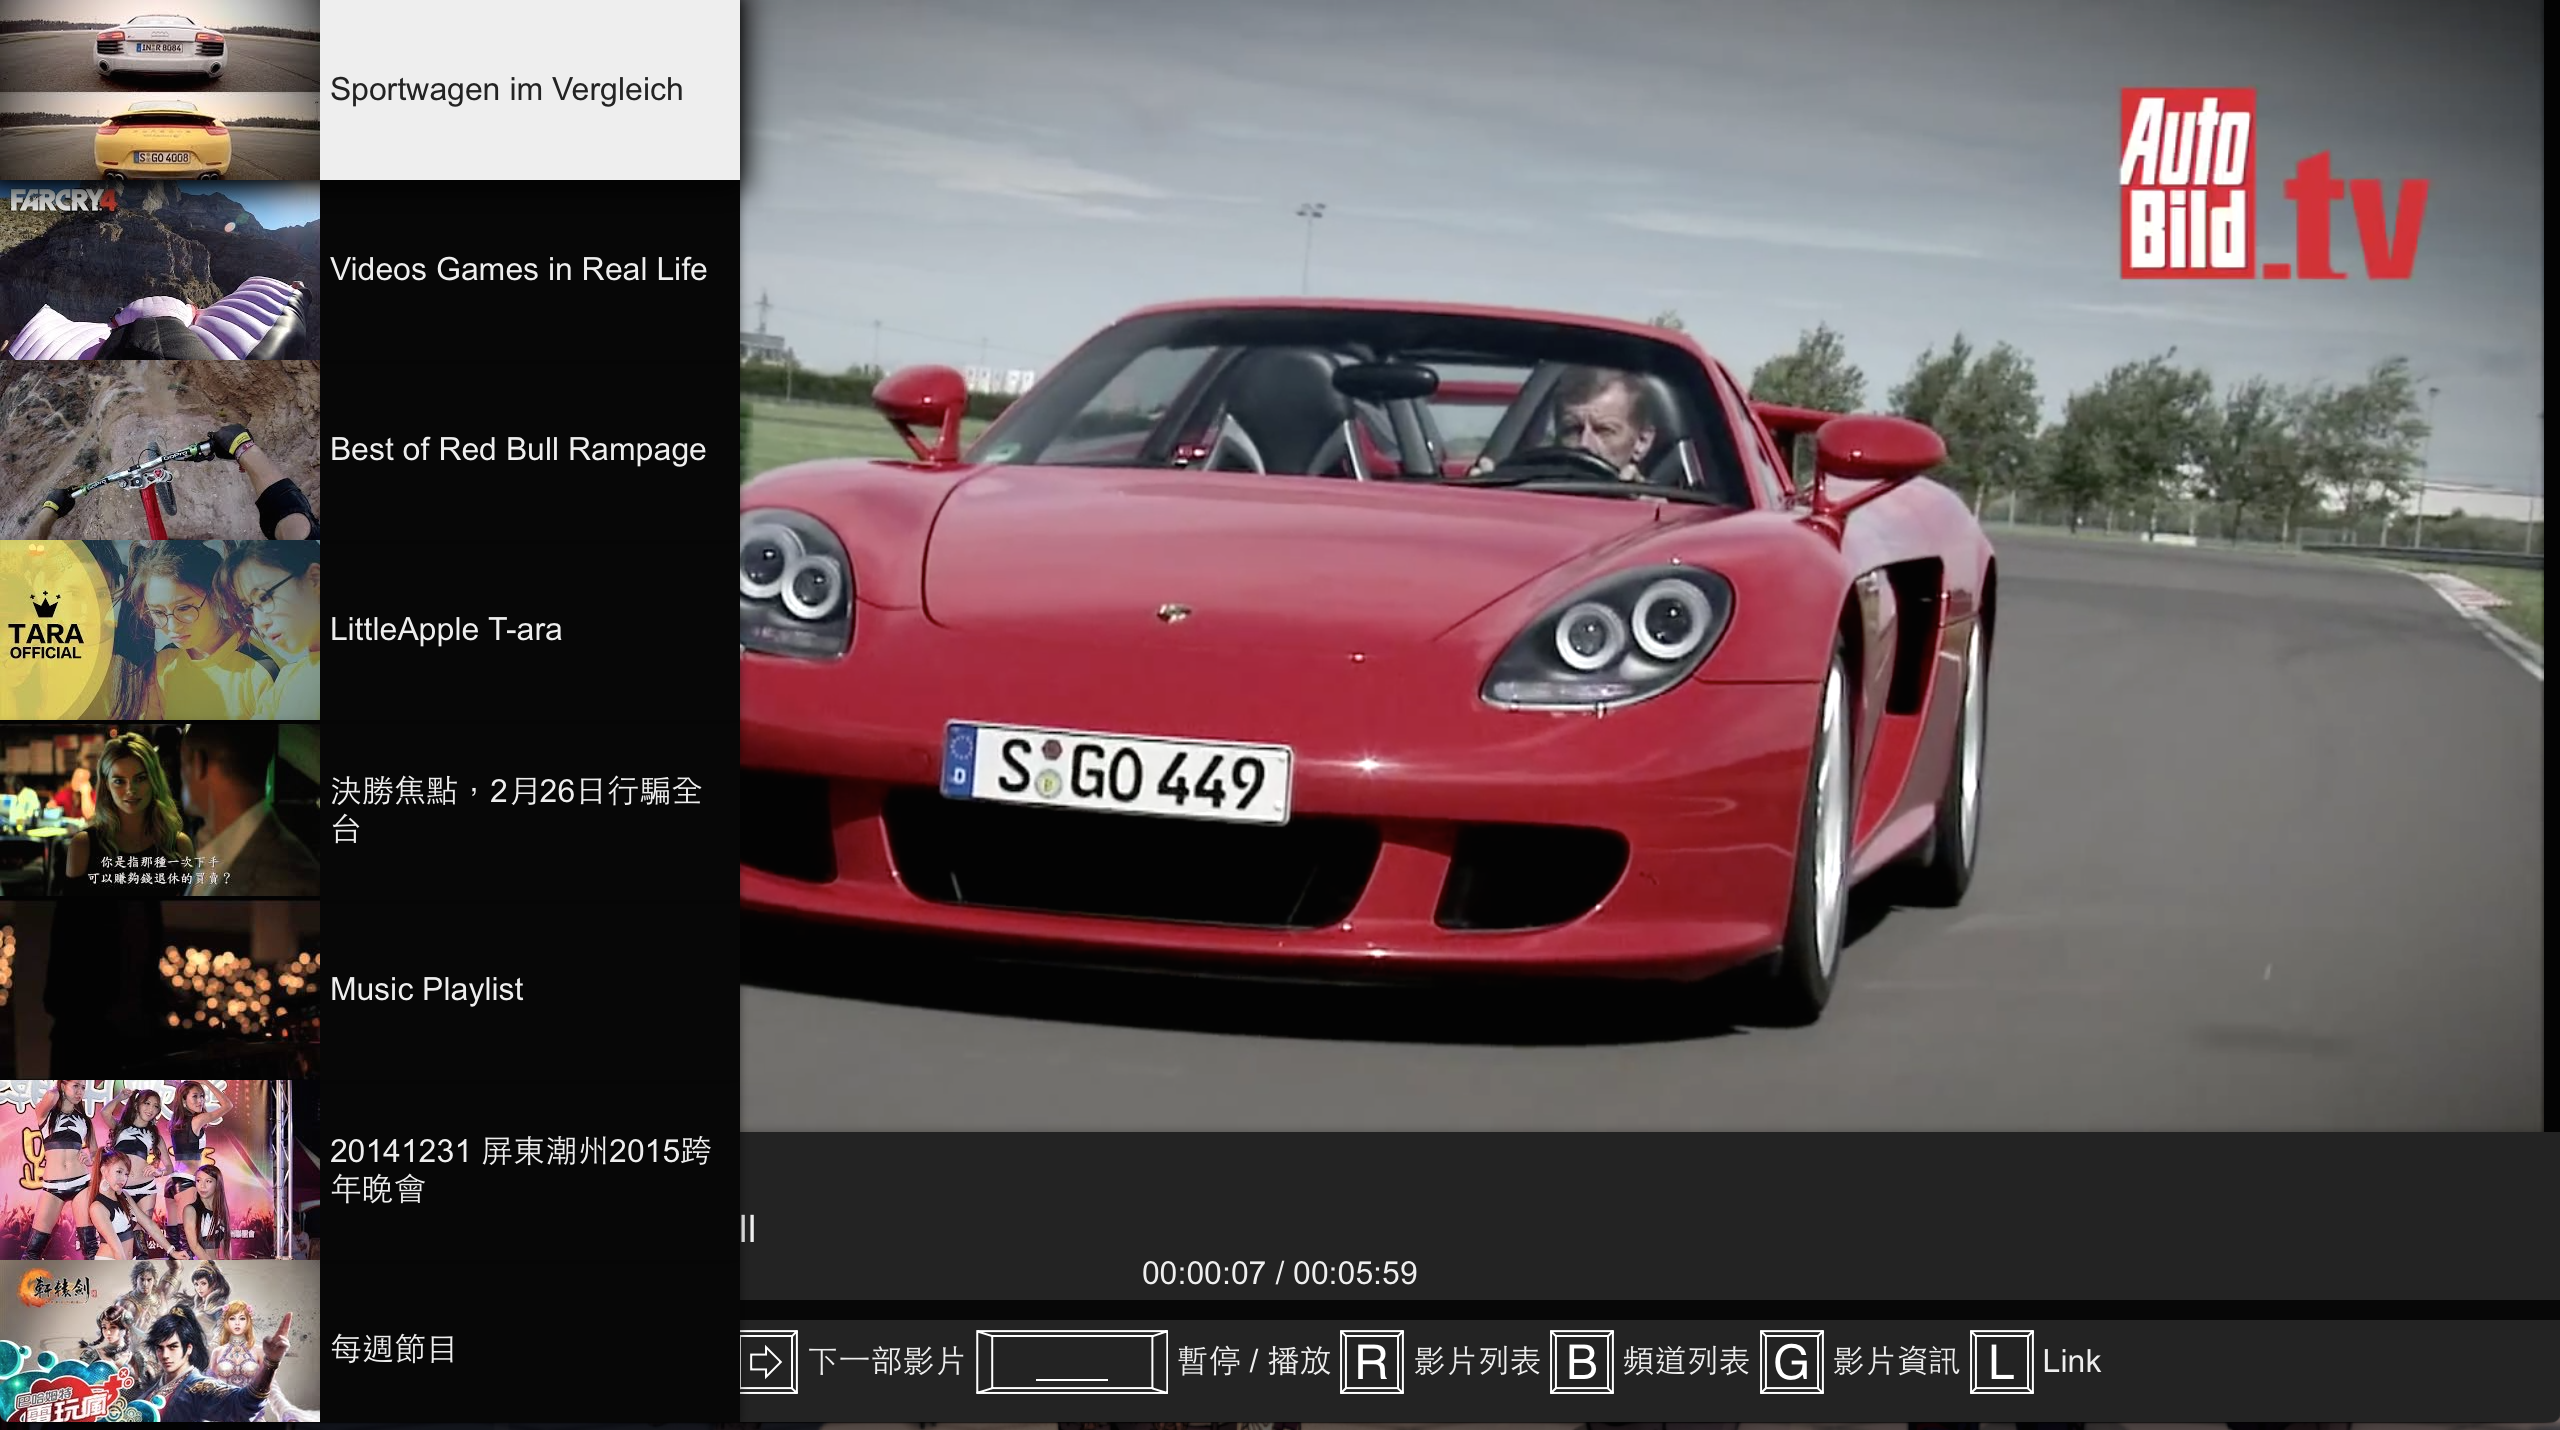 IN R 8084
S GO 4008
Sportwagen im Vergleich
FARCRY4
Videos Games in Real Life
GoPro
Best of Red Bull Rampage
TARA
OFFICIAL
LittleApple T-ara
你是指那種一次下手
可以賺夠錢退休的買賣？
決勝焦點，2月26日行騙全
台
Music Playlist
20141231 屏東潮州2015跨
年晚會
軒轅劍
巴哈姆特
電玩瘋
每週節目
Auto
Bild
.tv
D
S GO 449
00:00:07 / 00:05:59
下一部影片
暫停 / 播放
R 影片列表
B 頻道列表
G 影片資訊
L Link